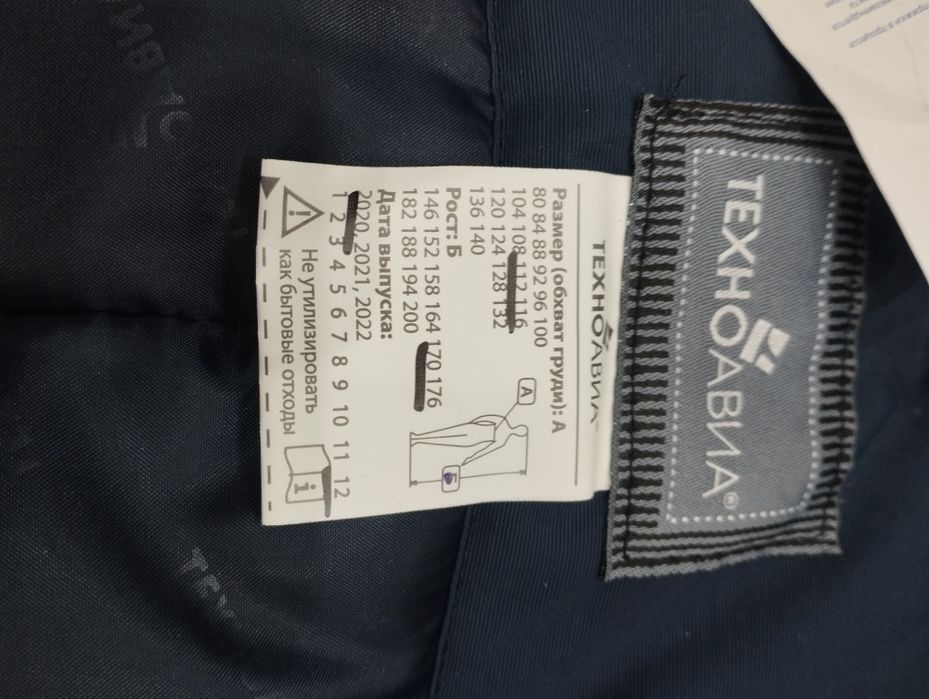 ТЕХНОАВИА®
ТЕХНОАВИА
Размер (обхват груди): А
80 84 88 92 96 100
104 108 112 116
120 124 128 132
136 140
Рост: Б
146 152 158 164 170 176
182 188 194 200
Дата выпуска:
2020, 2021, 2022
1 2 3 4 5 6 7 8 9 10 11 12
Не утилизировать
как бытовые отходы
А
Б
i